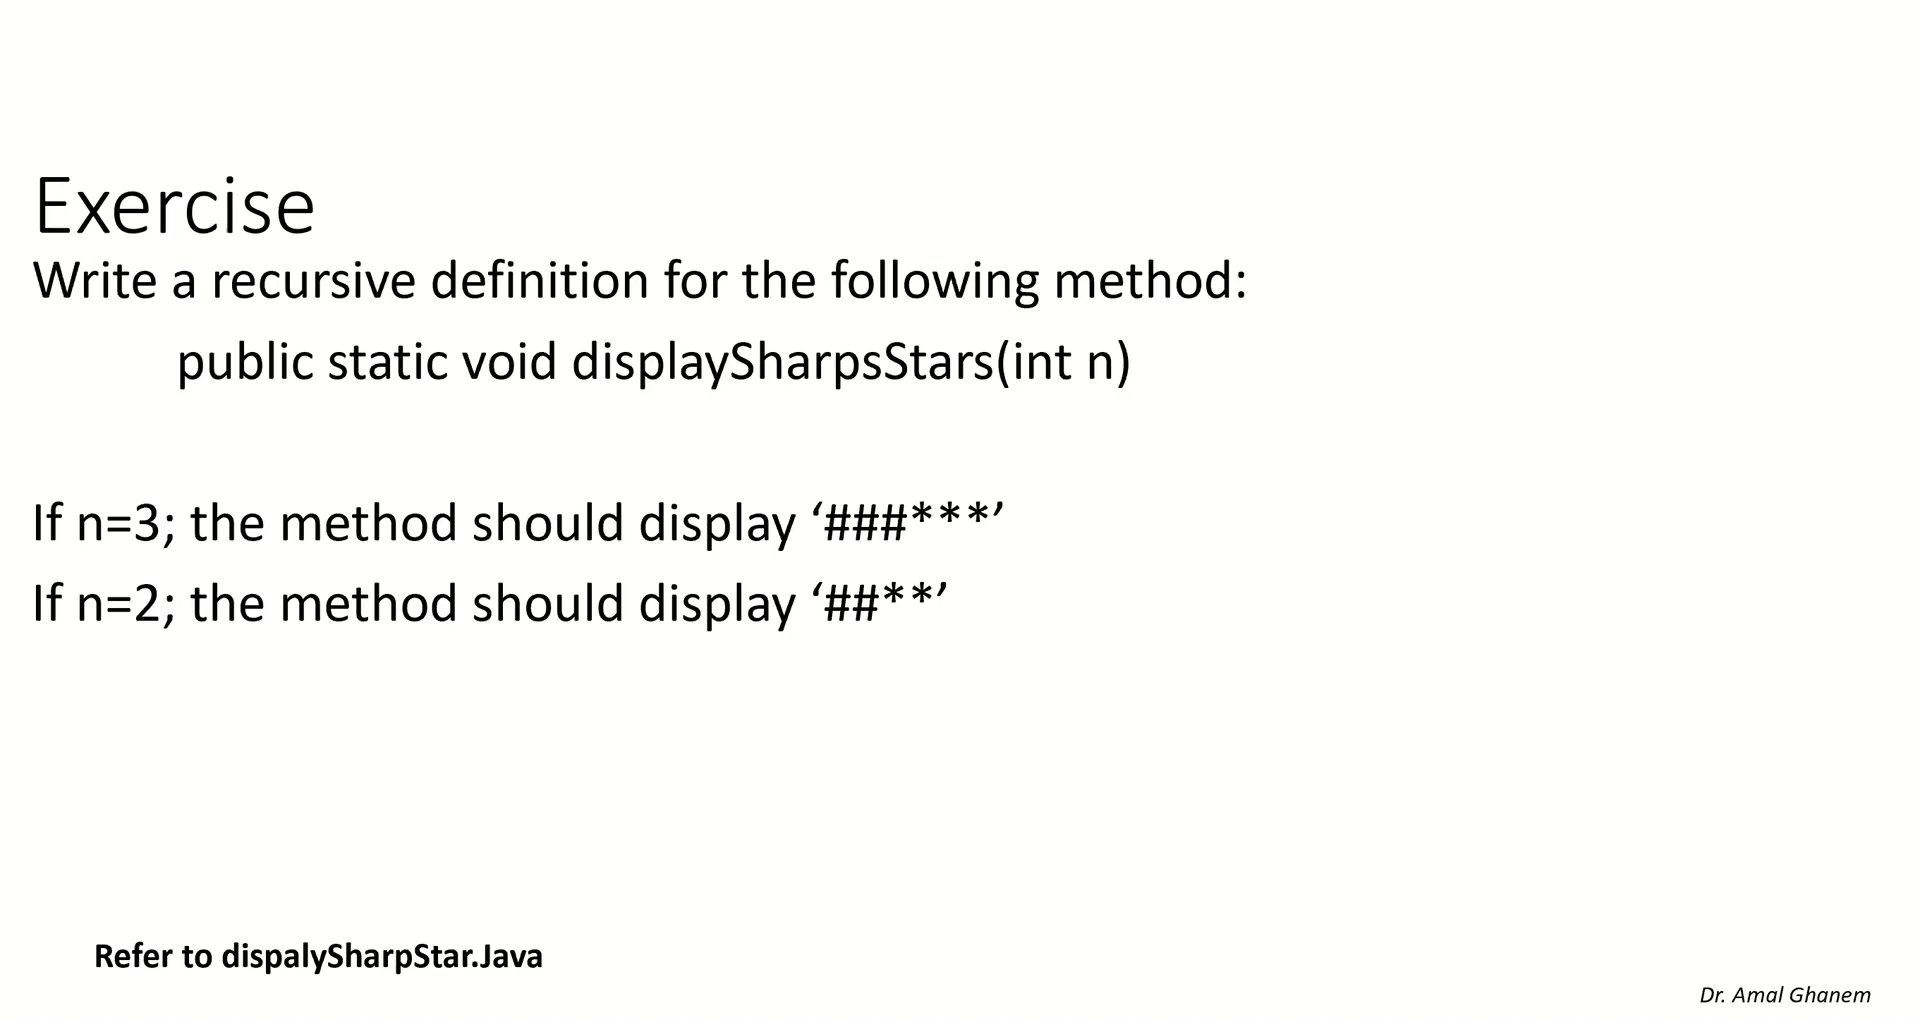 Exercise
Write a recursive definition for the following method:
public static void displaySharpsStars(int n)
If n=3; the method should display ‘###***’
If n=2; the method should display ‘##**’
Refer to dispalySharpStar.Java
Dr. Amal Ghanem